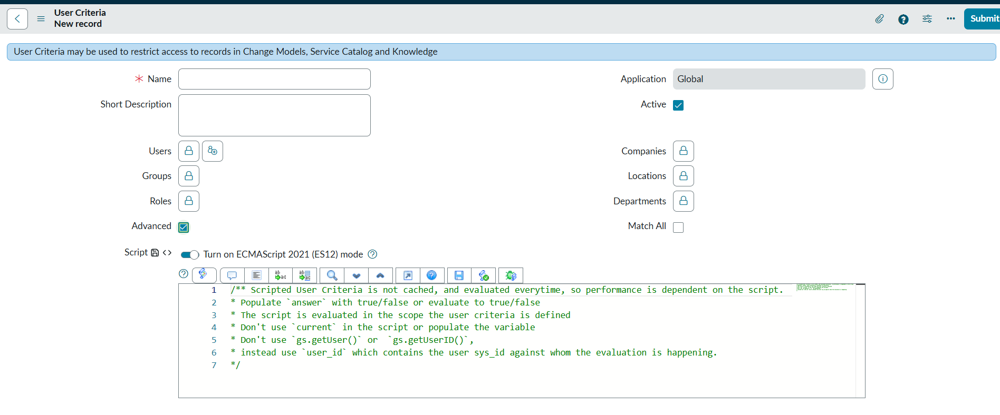 User Criteria
New record
Submit
User Criteria may be used to restrict access to records in Change Models, Service Catalog and Knowledge
Name
Application
Global
Short Description
Active
Users
Companies
Groups
Locations
Roles
Departments
Advanced
Match All
Script
Turn on ECMAScript 2021 (ES12) mode
1 /** Scripted User Criteria is not cached, and evaluated everytime, so performance is dependent on the script.
2 * Populate `answer` with true/false or evaluate to true/false
3 * The script is evaluated in the scope the user criteria is defined
4 * Don't use `current` in the script or populate the variable
5 * Don't use `gs.getUser()` or  `gs.getUserID()`,
6 * instead use `user_id` which contains the user sys_id against whom the evaluation is happening.
7 */